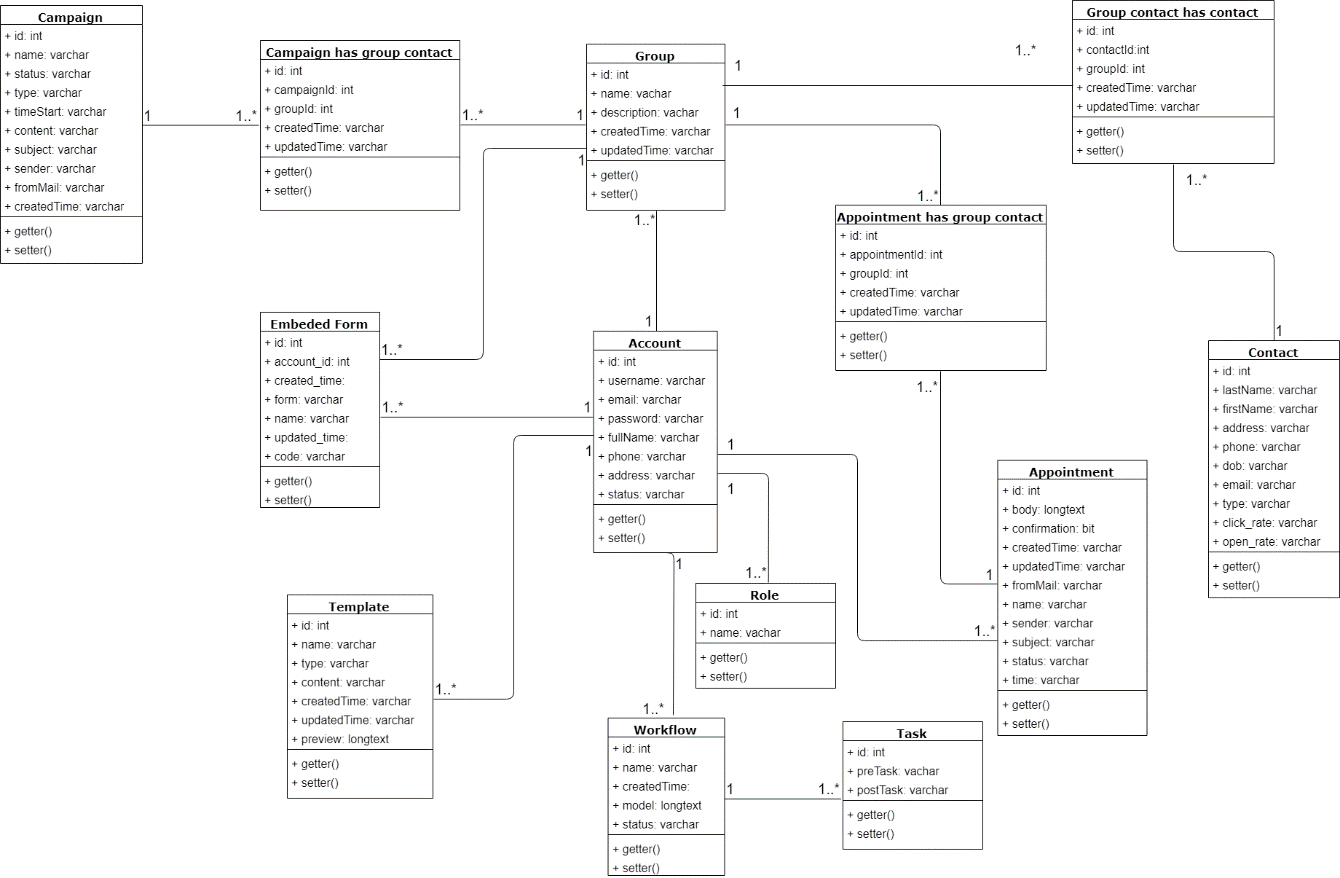 Campaign
+ id: int
+ name: varchar
+ status: varchar
+ type: varchar
+ timeStart: varchar
+ content: varchar
+ subject: varchar
+ sender: varchar
+ fromMail: varchar
+ createdTime: varchar
+ getter()
+ setter()
1
1..*
Campaign has group contact
+ id: int
+ campaignId: int
+ groupId: int
+ createdTime: varchar
+ updatedTime: varchar
+ getter()
+ setter()
1..*
1
Group
+ id: int
+ name: vachar
+ description: vachar
+ createdTime: varchar
+ updatedTime: varchar
+ getter()
+ setter()
1
1..*
1
1
1..*
1..*
Group contact has contact
+ id: int
+ contactId:int
+ groupId: int
+ createdTime: varchar
+ updatedTime: varchar
+ getter()
+ setter()
1..*
1
Appointment has group contact
+ id: int
+ appointmentId: int
+ groupId: int
+ createdTime: varchar
+ updatedTime: varchar
+ getter()
+ setter()
1..*
1
Embeded Form
+ id: int
+ account_id: int
+ created_time:
+ form: varchar
+ name: varchar
+ updated_time:
+ code: varchar
+ getter()
+ setter()
1..*
1..*
1
1
Account
+ id: int
+ username: varchar
+ email: varchar
+ password: varchar
+ fullName: varchar
+ phone: varchar
+ address: varchar
+ status: varchar
+ getter()
+ setter()
1
1
1
1
1..*
1..*
Contact
+ id: int
+ lastName: varchar
+ firstName: varchar
+ address: varchar
+ phone: varchar
+ dob: varchar
+ email: varchar
+ type: varchar
+ click_rate: varchar
+ open_rate: varchar
+ getter()
+ setter()
Appointment
+ id: int
+ body: longtext
+ confirmation: bit
+ createdTime: varchar
+ updatedTime: varchar
+ fromMail: varchar
+ name: varchar
+ sender: varchar
+ subject: varchar
+ status: varchar
+ time: varchar
+ getter()
+ setter()
Role
+ id: int
+ name: vachar
+ getter()
+ setter()
Template
+ id: int
+ name: varchar
+ type: varchar
+ content: varchar
+ createdTime: varchar
+ updatedTime: varchar
+ preview: longtext
+ getter()
+ setter()
1..*
1..*
Workflow
+ id: int
+ name: varchar
+ createdTime:
+ model: longtext
+ status: varchar
+ getter()
+ setter()
1
1..*
Task
+ id: int
+ preTask: vachar
+ postTask: varchar
+ getter()
+ setter()